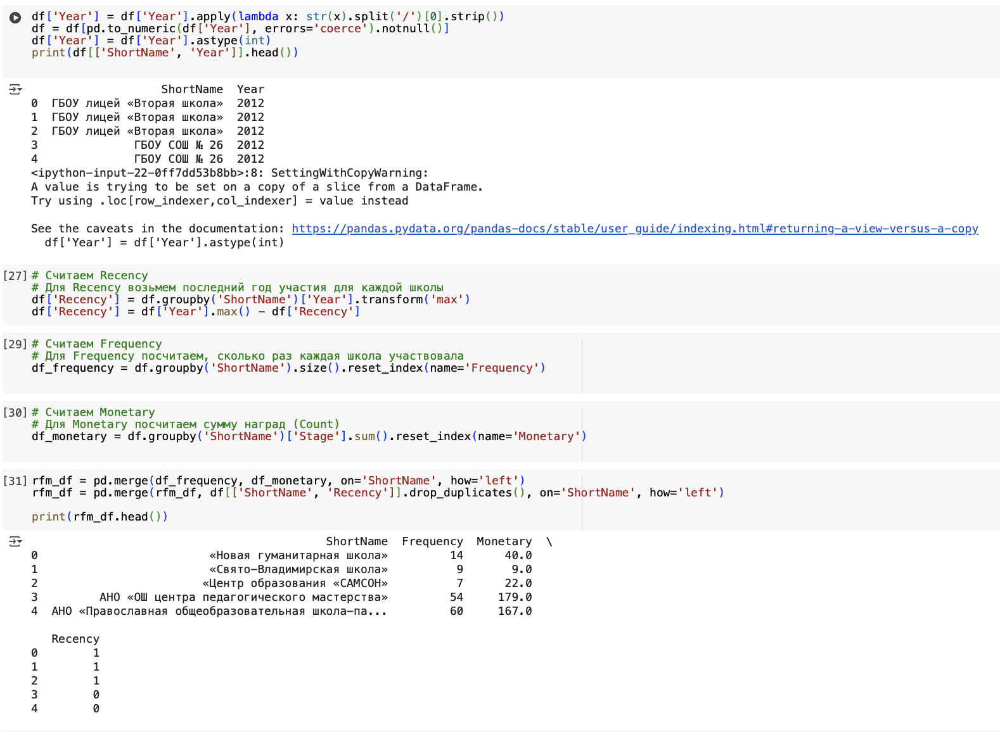 df['Year'] = df['Year'].apply(lambda x: str(x).split('/')[0].strip())
df = df[pd.to_numeric(df['Year'], errors='coerce').notnull()]
df['Year'] = df['Year'].astype(int)
print(df[['ShortName', 'Year']].head())
ShortName  Year
0  ГБОУ лицей «Вторая школа»  2012
1  ГБОУ лицей «Вторая школа»  2012
2  ГБОУ лицей «Вторая школа»  2012
3  ГБОУ СОШ № 26  2012
4  ГБОУ СОШ № 26  2012
<ipython-input-22-0ff7dd53b8bb>:8: SettingWithCopyWarning:
A value is trying to be set on a copy of a slice from a DataFrame.
Try using .loc[row_indexer,col_indexer] = value instead
See the caveats in the documentation: https://pandas.pydata.org/pandas-docs/stable/user_guide/indexing.html#returning-a-view-versus-a-copy
df['Year'] = df['Year'].astype(int)
[27] # Считаем Recency
# Для Recency возьмем последний год участия для каждой школы
df['Recency'] = df.groupby('ShortName')['Year'].transform('max')
df['Recency'] = df['Year'].max() - df['Recency']
[29] # Считаем Frequency
# Для Frequency посчитаем, сколько раз каждая школа участвовала
df_frequency = df.groupby('ShortName').size().reset_index(name='Frequency')
[30] # Считаем Monetary
# Для Monetary посчитаем сумму наград (Count)
df_monetary = df.groupby('ShortName')['Stage'].sum().reset_index(name='Monetary')
[31] rfm_df = pd.merge(df_frequency, df_monetary, on='ShortName', how='left')
rfm_df = pd.merge(rfm_df, df[['ShortName', 'Recency']].drop_duplicates(), on='ShortName', how='left')
print(rfm_df.head())
ShortName  Frequency  Monetary  \
0  «Новая гуманитарная школа»  14  40.0
1  «Свято-Владимирская школа»  9  9.0
2  «Центр образования «САМСОН»  7  22.0
3  АНО «ОШ центра педагогического мастерства»  54  179.0
4  АНО «Православная общеобразовательная школа-па...  60  167.0
Recency
0  1
1  1
2  1
3  0
4  0